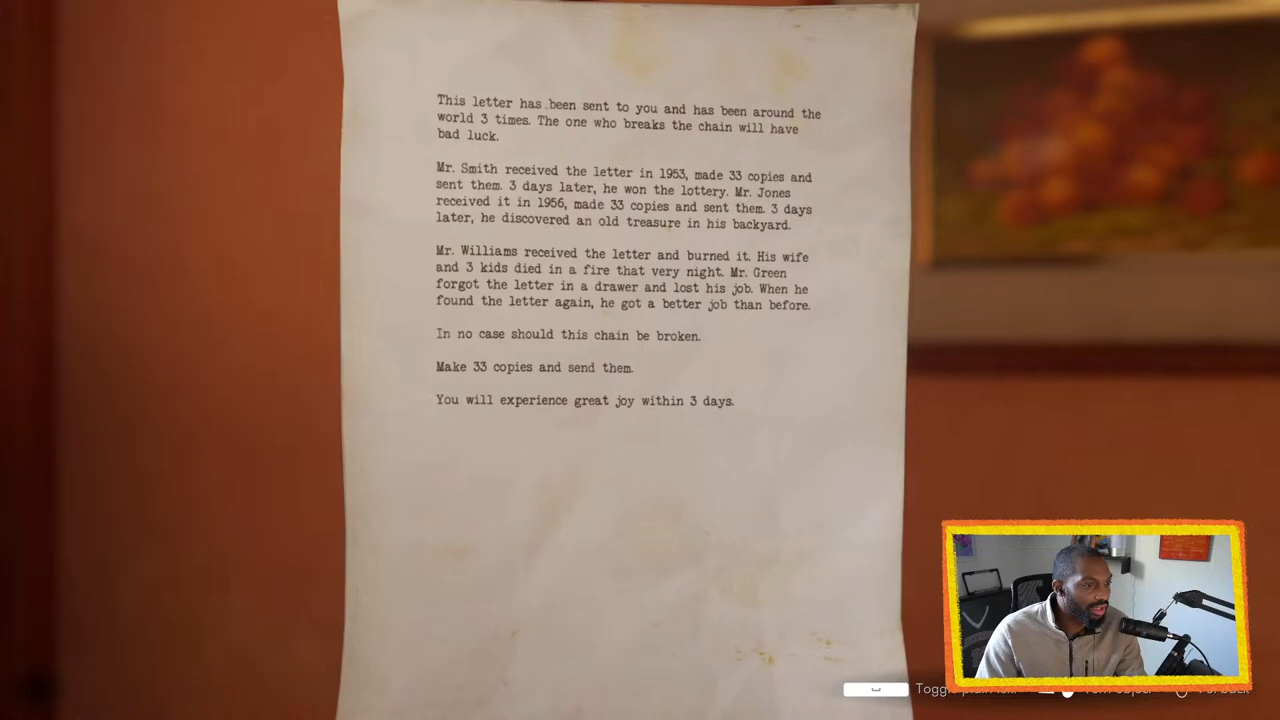 This letter has been sent to you and has been around the
world 3 times. The one who breaks the chain will have
bad luck.
Mr. Smith received the letter in 1953, made 33 copies and
sent them. 3 days later, he won the lottery. Mr. Jones
received it in 1956, made 33 copies and sent them. 3 days
later, he discovered an old treasure in his backyard.
Mr. Williams received the letter and burned it. His wife
and 3 kids died in a fire that very night. Mr. Green
forgot the letter in a drawer and lost his job. When he
found the letter again, he got a better job than before.
In no case should this chain be broken.
Make 33 copies and send them.
You will experience great joy within 3 days.